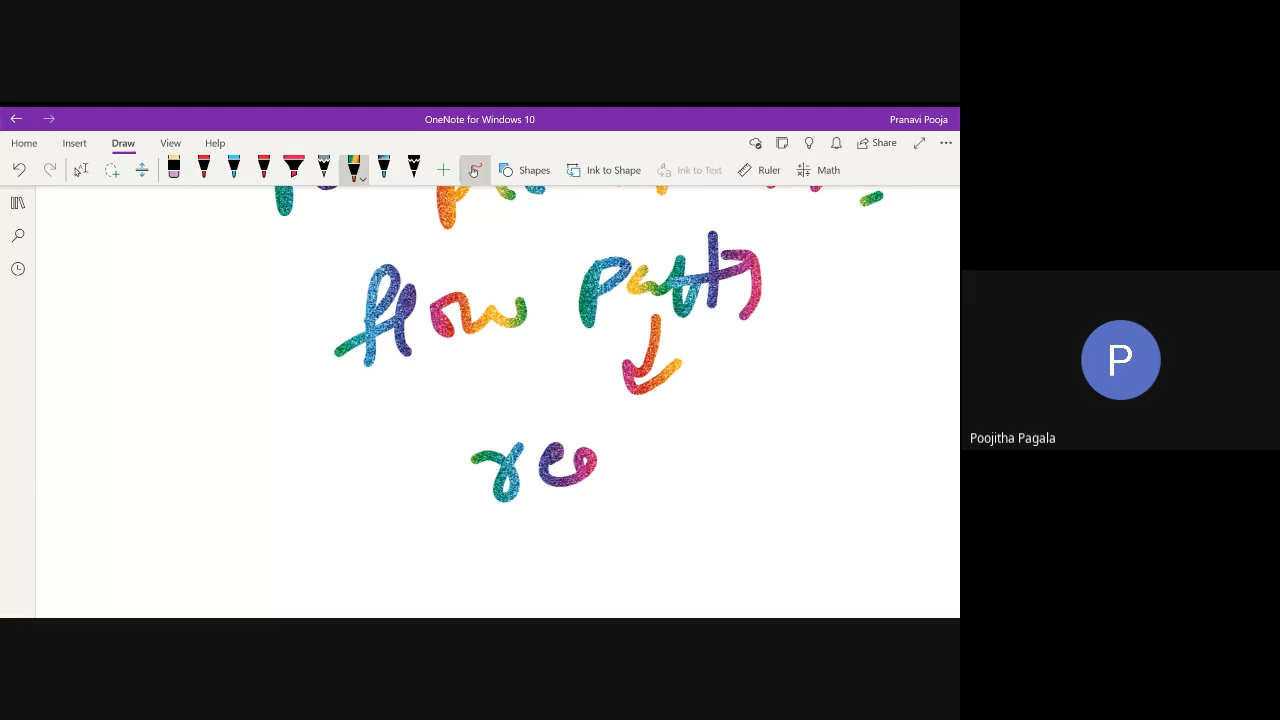 OneNote for Windows 10
Pranavi Pooja
Home Insert Draw View Help
Share
Shapes Ink to Shape Ink to Text Ruler Math
flow path
P
Poojitha Pagala